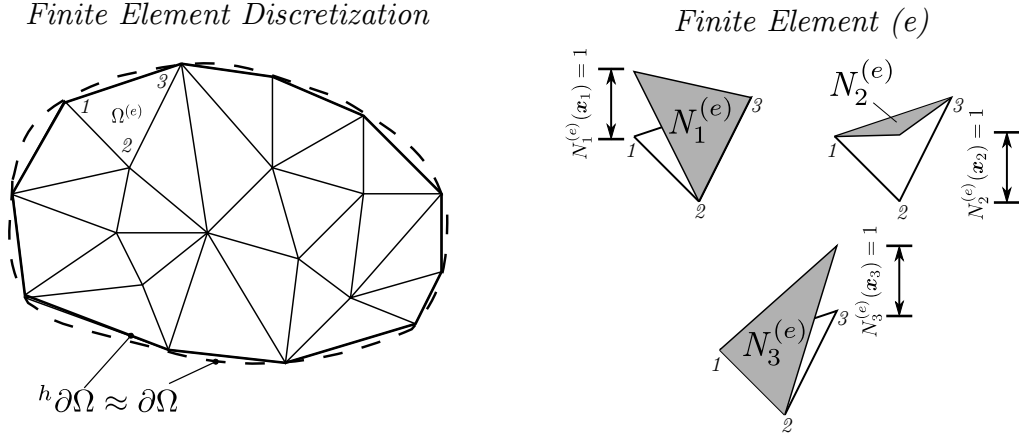 Finite Element Discretization
3
1
Ω^(e)
2
^h∂Ω ≈ ∂Ω
Finite Element (e)
N_1^(e)(x_1) = 1
N_1^(e)
3
1
2
N_2^(e)
3
1
2
N_2^(e)(x_2) = 1
N_3^(e)
3
1
2
N_3^(e)(x_3) = 1